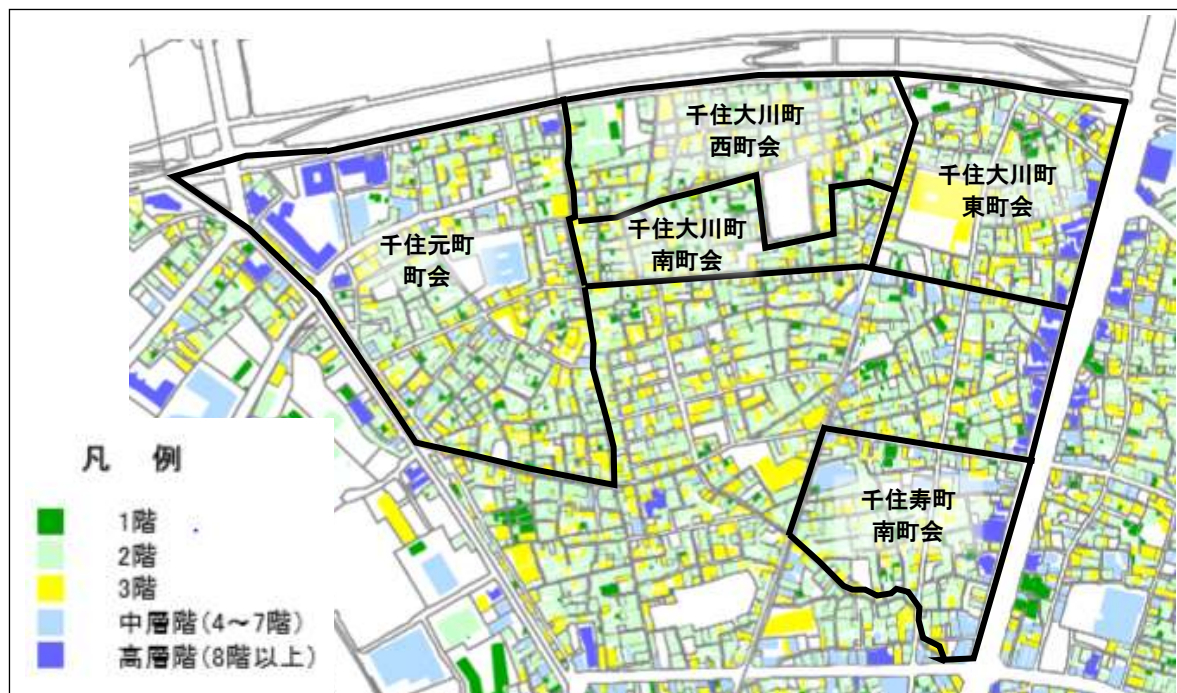 千住大川町
西町会
千住大川町
東町会
千住大川町
南町会
千住元町
町会
千住寿町
南町会
凡 例
1階
2階
3階
中層階(4～7階)
高層階(8階以上)